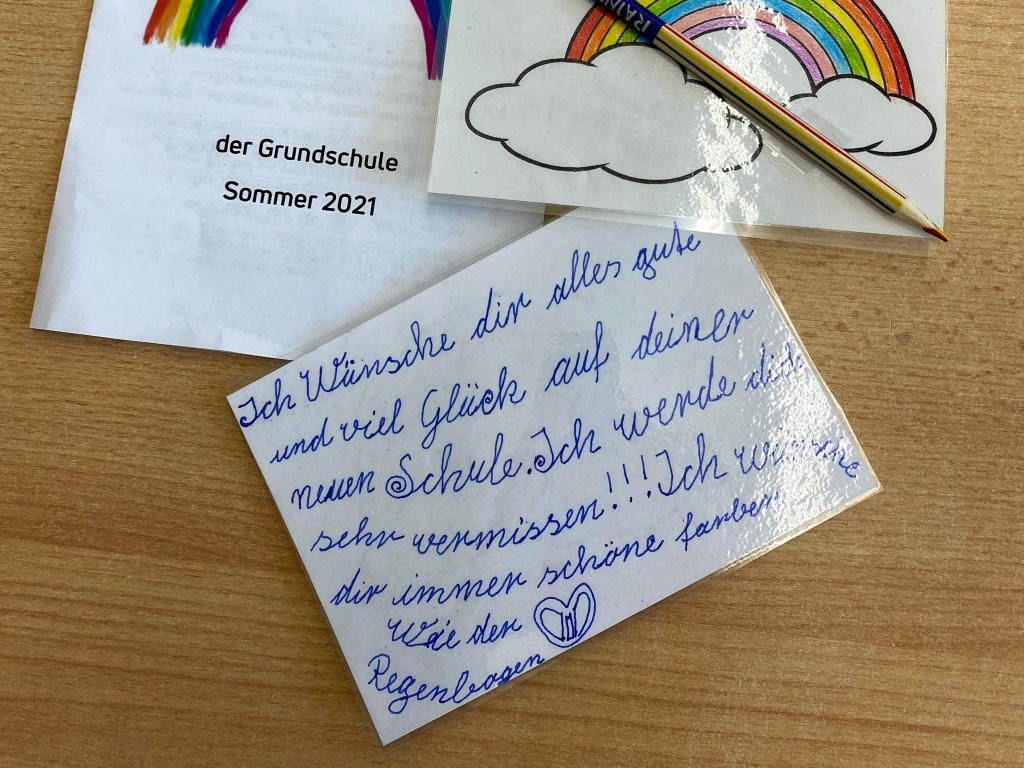 der Grundschule
Sommer 2021
RAIN
Ich Wünsche dir alles gute
und viel Glück auf deiner
neuen Schule. Ich werde dich
sehr vermissen!!! Ich wünsche
dir immer schöne farben
Wie der
Regenbogen